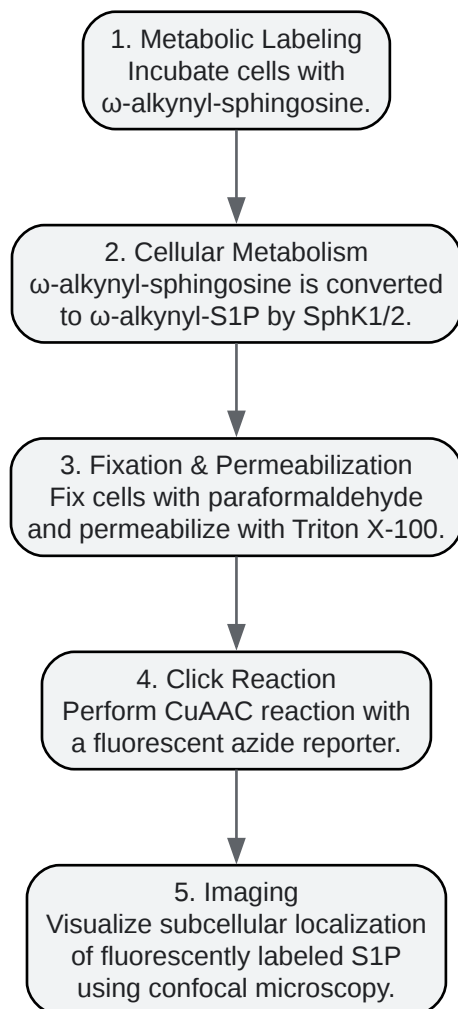 1. Metabolic Labeling
Incubate cells with
ω-alkynyl-sphingosine.
2. Cellular Metabolism
ω-alkynyl-sphingosine is converted
to ω-alkynyl-S1P by SphK1/2.
3. Fixation & Permeabilization
Fix cells with paraformaldehyde
and permeabilize with Triton X-100.
4. Click Reaction
Perform CuAAC reaction with
a fluorescent azide reporter.
5. Imaging
Visualize subcellular localization
of fluorescently labeled S1P
using confocal microscopy.